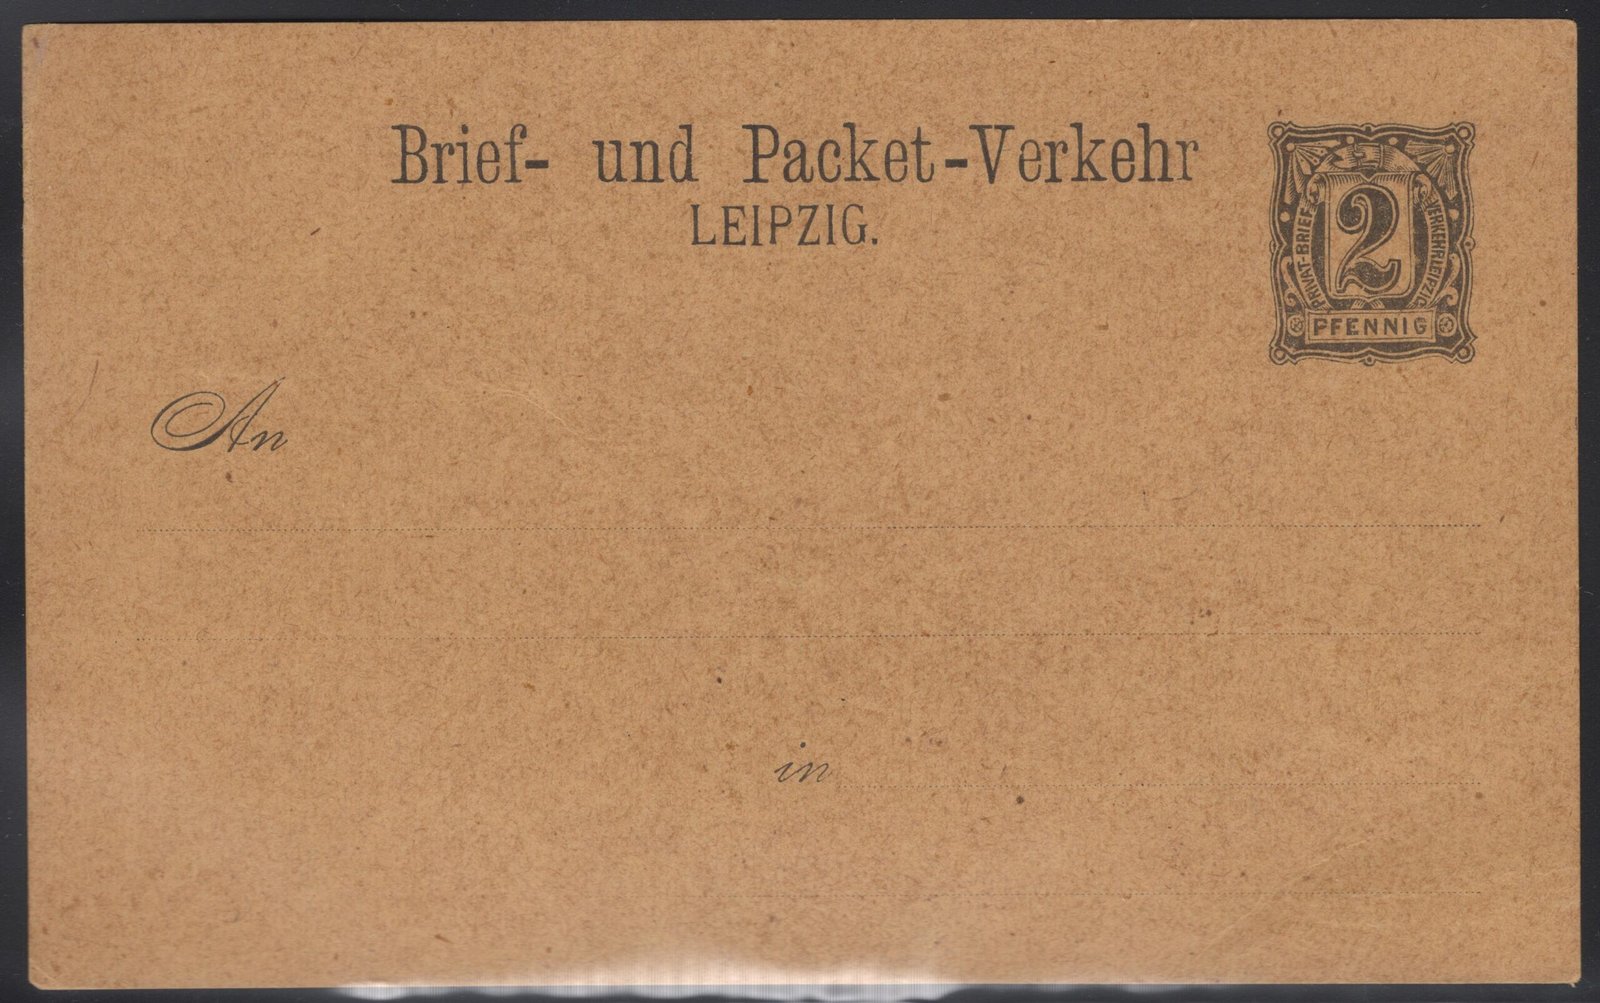 Brief- und Packet-Verkehr
LEIPZIG.
PRIVAT-BRIEF VERKEHR LEIPZIG
2
PFENNIG
An
in